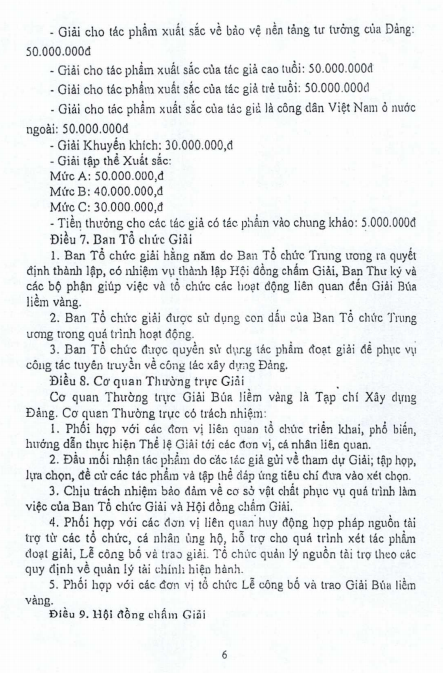 - Giải cho tác phẩm xuất sắc về bảo vệ nền tảng tư tưởng của Đảng:
50.000.000đ
- Giải cho tác phẩm xuất sắc của tác giả cao tuổi: 50.000.000đ
- Giải cho tác phẩm xuất sắc của tác giả trẻ tuổi: 50.000.000đ
- Giải cho tác phẩm xuất sắc của tác giả là công dân Việt Nam ở nước
ngoài: 50.000.000đ
- Giải Khuyến khích: 30.000.000,đ
- Giải tập thể Xuất sắc:
Mức A: 50.000.000,đ
Mức B: 40.000.000,đ
Mức C: 30.000.000,đ
- Tiền thưởng cho các tác giả có tác phẩm vào chung khảo: 5.000.000đ
Điều 7. Ban Tổ chức Giải
1. Ban Tổ chức giải hằng năm do Ban Tổ chức Trung ương ra quyết
định thành lập, có nhiệm vụ thành lập Hội đồng chấm Giải, Ban Thư ký và
các bộ phận giúp việc và tổ chức các hoạt động liên quan đến Giải Búa
liềm vàng.
2. Ban Tổ chức giải được sử dụng con dấu của Ban Tổ chức Trung
ương trong quá trình hoạt động.
3. Ban Tổ chức được quyền sử dụng tác phẩm đoạt giải để phục vụ
công tác tuyên truyền về công tác xây dựng Đảng.
Điều 8. Cơ quan Thường trực Giải
Cơ quan Thường trực Giải Búa liềm vàng là Tạp chí Xây dựng
Đảng. Cơ quan Thường trực có trách nhiệm:
1. Phối hợp với các đơn vị liên quan tổ chức triển khai, phổ biến,
hướng dẫn thực hiện Thể lệ Giải tới các đơn vị, cá nhân liên quan.
2. Đầu mối nhận tác phẩm do các tác giả gửi về tham dự Giải; tập hợp,
lựa chọn, đề cử các tác phẩm và tập thể đáp ứng tiêu chí đưa vào xét chọn.
3. Chịu trách nhiệm bảo đảm về cơ sở vật chất phục vụ quá trình làm
việc của Ban Tổ chức Giải và Hội đồng chấm Giải.
4. Phối hợp với các đơn vị liên quan huy động hợp pháp nguồn tài
trợ từ các tổ chức, cá nhân ủng hộ, hỗ trợ cho quá trình xét tác phẩm
đoạt giải, Lễ công bố và trao giải. Tổ chức quản lý nguồn tài trợ theo các
quy định về quản lý tài chính hiện hành.
5. Phối hợp với các đơn vị tổ chức Lễ công bố và trao Giải Búa liềm
vàng.
Điều 9. Hội đồng chấm Giải
6